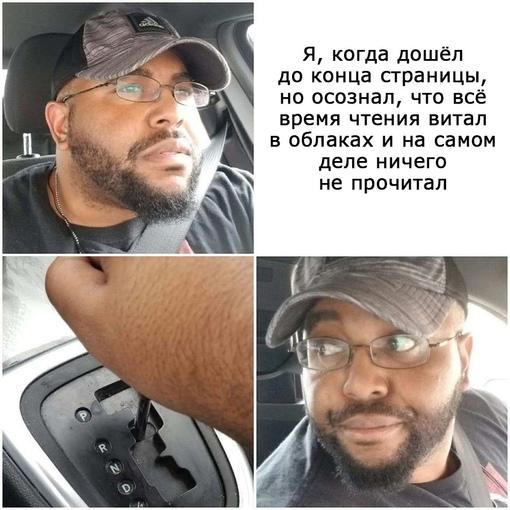 Я, когда дошёл
до конца страницы,
но осознал, что всё
время чтения витал
в облаках и на самом
деле ничего
не прочитал
adidas
P
R
N
D